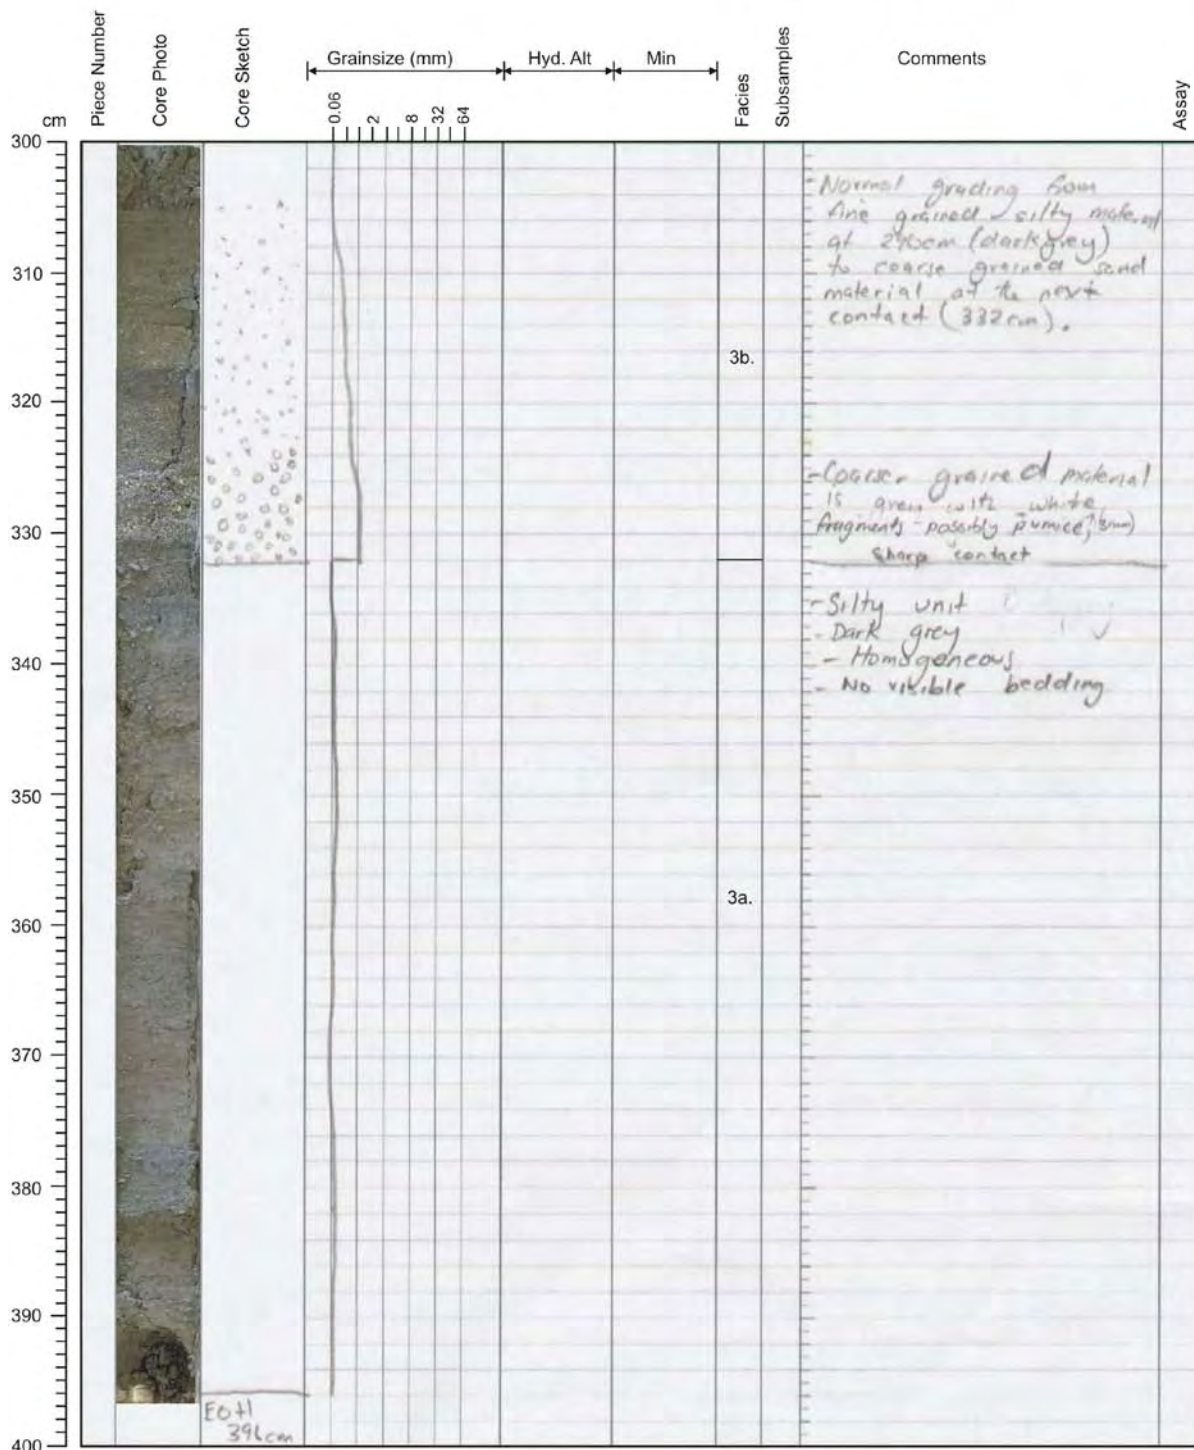 Piece Number
Core Photo
Core Sketch
Grainsize (mm)
Hyd. Alt
Min
Facies
Subsamples
Comments
Assay
cm
0.06
2
8
32
64
300
310
320
330
340
350
360
370
380
390
400
- Normal grading from
fine grained silty material
at 296cm (dark grey)
to coarse grained sand
material at the next
contact (332cm).
3b.
- Coarser grained material
is grey with white
fragments - possibly pumice,
Sharp contact
- Silty unit
- Dark grey
- Homogeneous
- No visible bedding
3a.
EOH
396cm